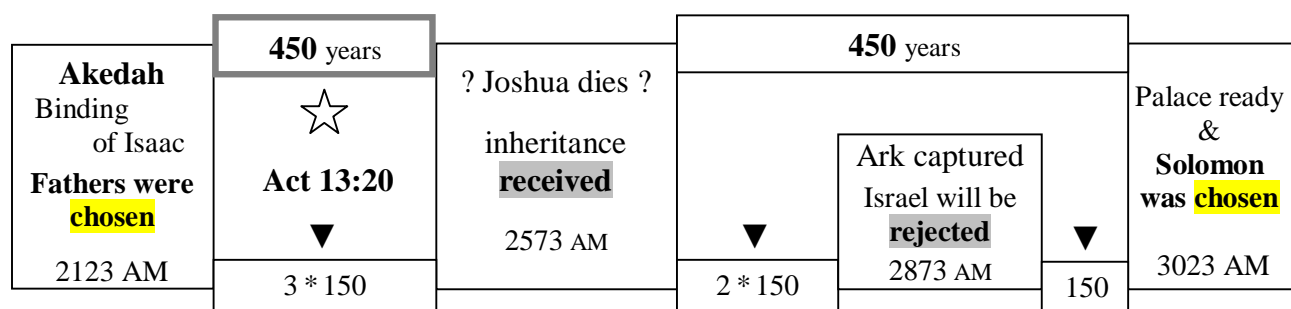 Akedah
Binding
of Isaac
Fathers were
chosen
2123 AM
450 years
Act 13:20
3 * 150
? Joshua dies ?
inheritance
received
2573 AM
450 years
2 * 150
Ark captured
Israel will be
rejected
2873 AM
150
Palace ready
&
Solomon
was chosen
3023 AM